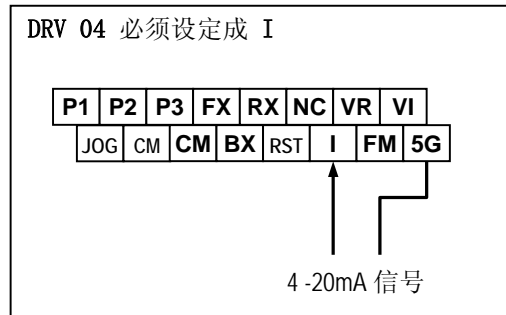 DRV 04 必须设定成 I
P1 P2 P3 FX RX NC VR VI
JOG CM CM BX RST I FM 5G
4 -20mA 信号